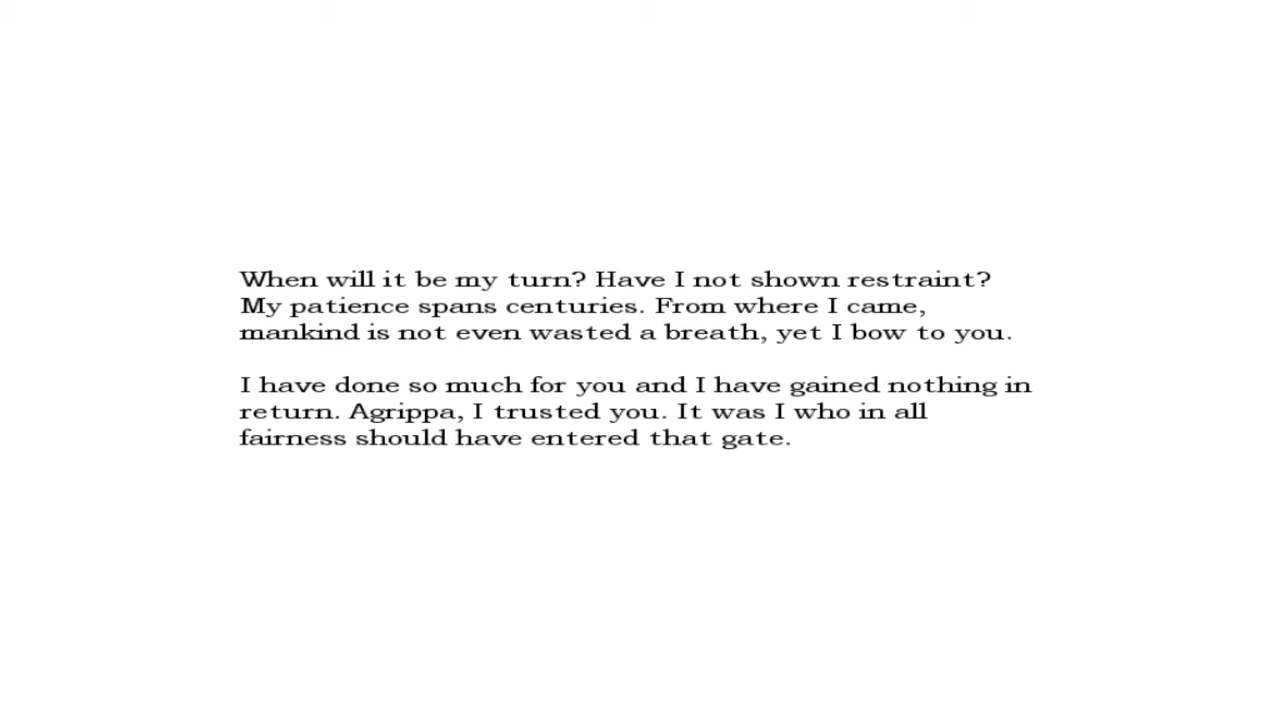 When will it be my turn? Have I not shown restraint?
My patience spans centuries. From where I came,
mankind is not even wasted a breath, yet I bow to you.
I have done so much for you and I have gained nothing in
return. Agrippa, I trusted you. It was I who in all
fairness should have entered that gate.